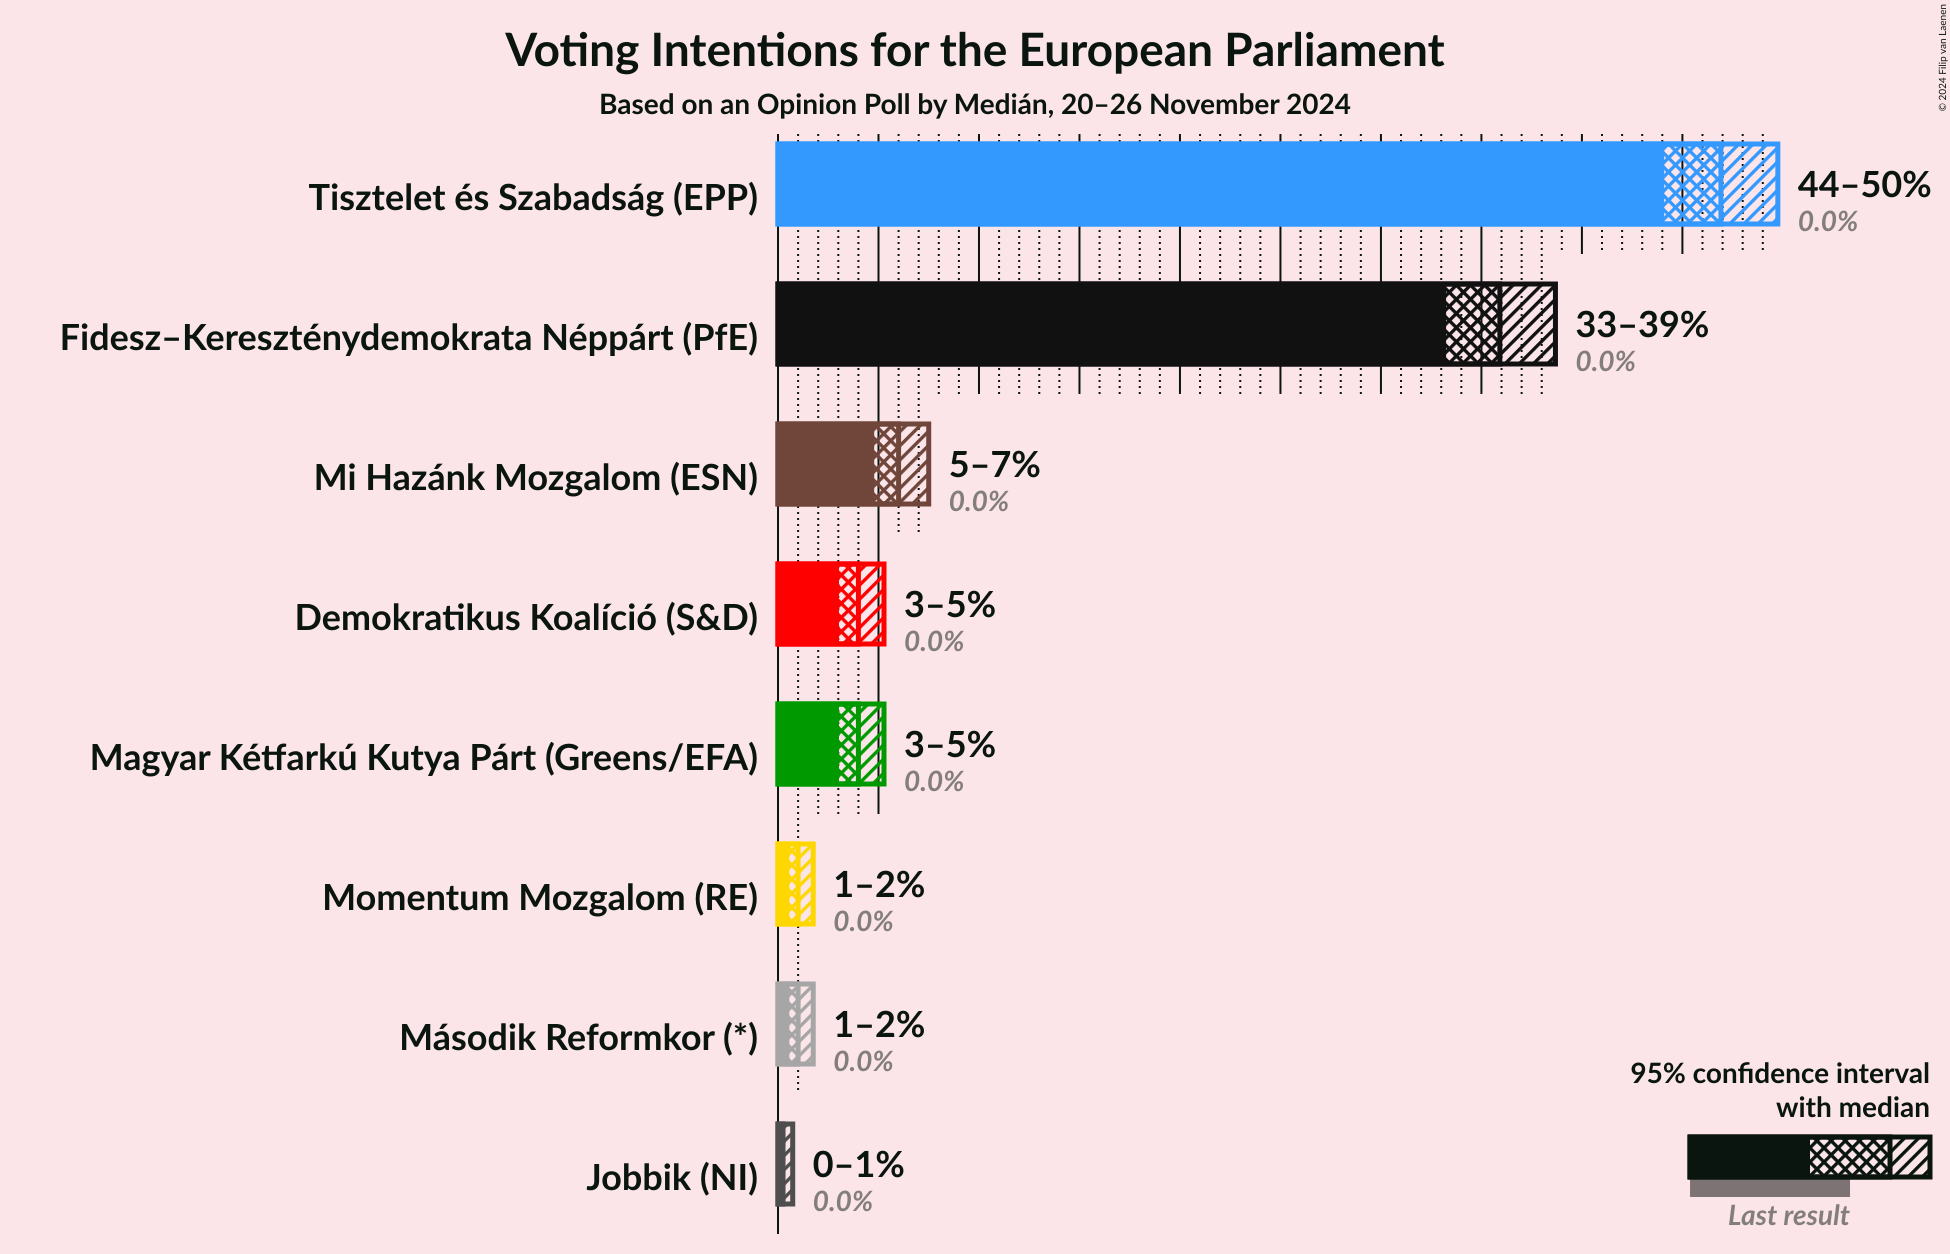 Voting Intentions for the European Parliament
Based on an Opinion Poll by Medián, 20–26 November 2024
© 2024 Filip van Laenen
Tisztelet és Szabadság (EPP)
44–50%
0.0%
Fidesz–Kereszténydemokrata Néppárt (PfE)
33–39%
0.0%
Mi Hazánk Mozgalom (ESN)
5–7%
0.0%
Demokratikus Koalíció (S&D)
3–5%
0.0%
Magyar Kétfarkú Kutya Párt (Greens/EFA)
3–5%
0.0%
Momentum Mozgalom (RE)
1–2%
0.0%
Második Reformkor (*)
1–2%
0.0%
Jobbik (NI)
0–1%
0.0%
95% confidence interval
with median
Last result